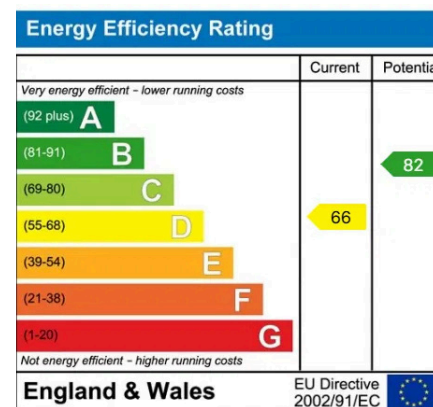 Energy Efficiency Rating
Current Potentia
Very energy efficient - lower running costs
(92 plus) A
(81-91) B
82
(69-80) C
(55-68) D
66
(39-54) E
(21-38) F
(1-20) G
Not energy efficient - higher running costs
England & Wales
EU Directive
2002/91/EC